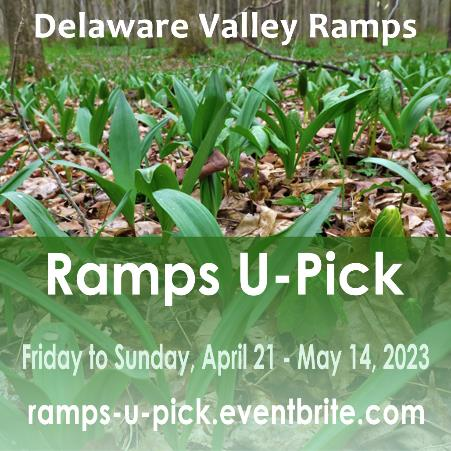 Delaware Valley Ramps
Ramps U-Pick
Friday to Sunday, April 21 - May 14, 2023
ramps-u-pick.eventbrite.com